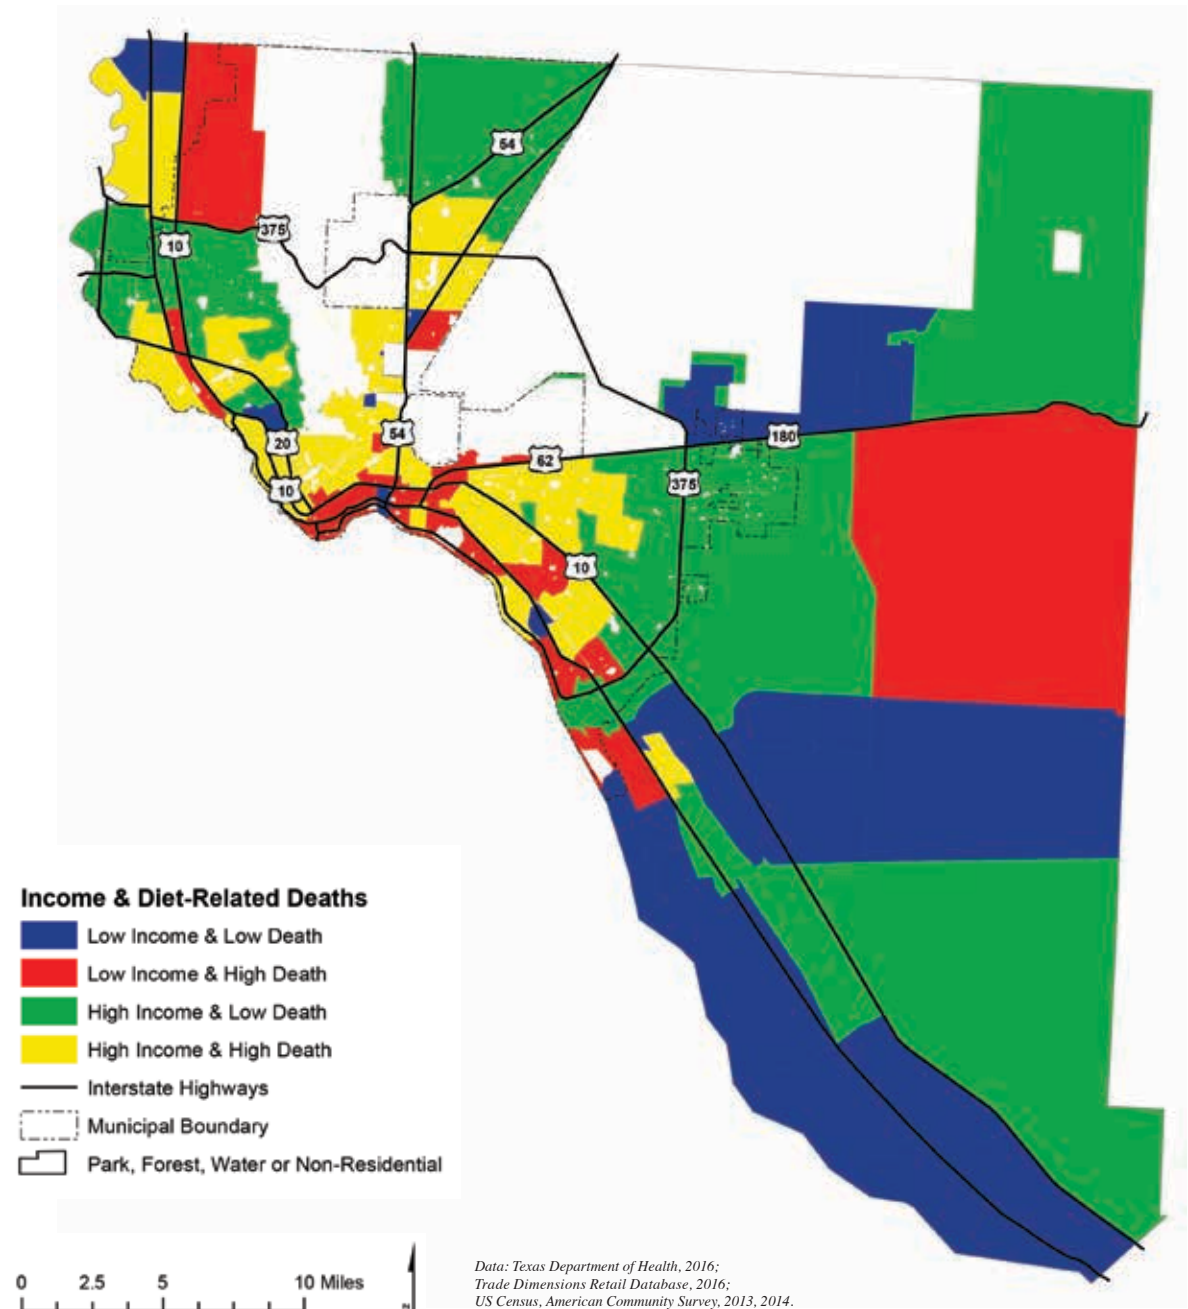 54
375
10
20
54
62
180
375
10
10
Income & Diet-Related Deaths
Low Income & Low Death
Low Income & High Death
High Income & Low Death
High Income & High Death
Interstate Highways
Municipal Boundary
Park, Forest, Water or Non-Residential
0 2.5 5 10 Miles
N
Data: Texas Department of Health, 2016;
Trade Dimensions Retail Database, 2016;
US Census, American Community Survey, 2013, 2014.